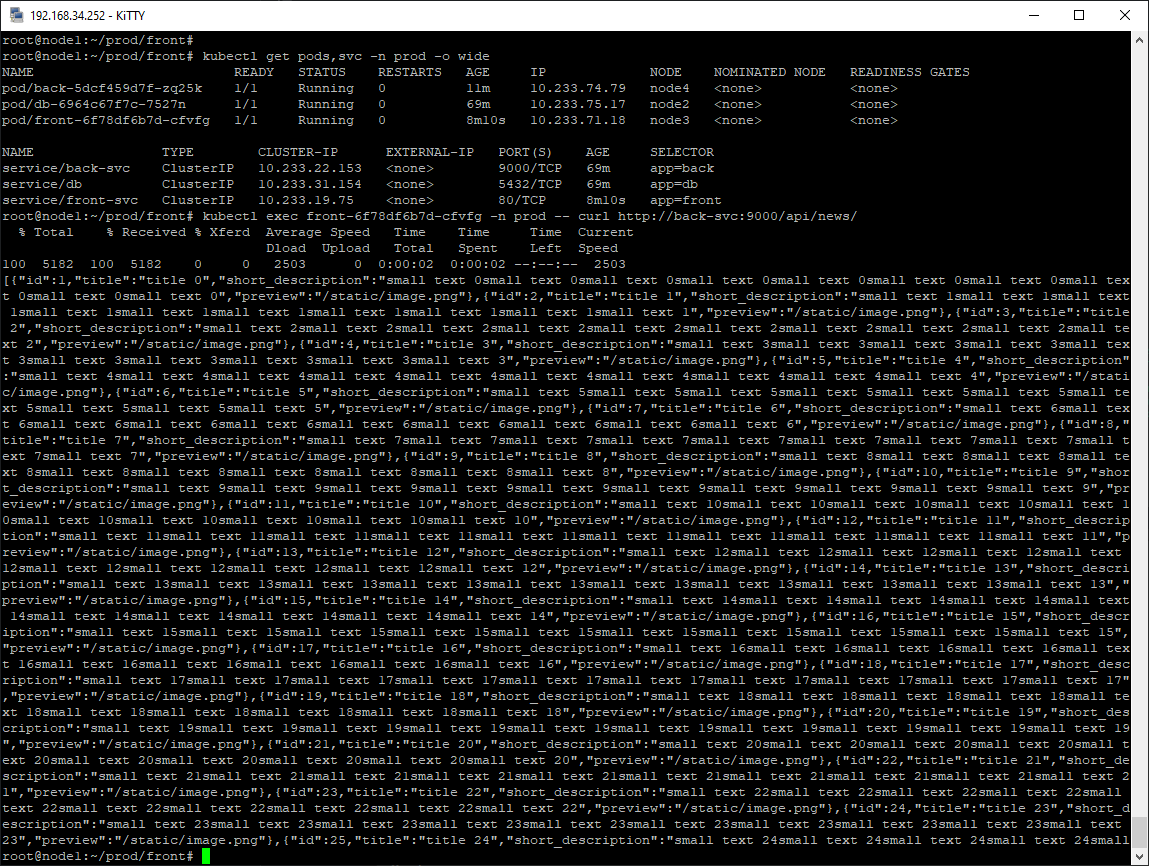 192.168.34.252 - KiTTY
root@node1:~/prod/front#
root@node1:~/prod/front# kubectl get pods,svc -n prod -o wide
NAME                         READY   STATUS    RESTARTS   AGE     IP              NODE    NOMINATED NODE   READINESS GATES
pod/back-5dcf459d7f-zq25k    1/1     Running   0          11m     10.233.74.79    node4   <none>           <none>
pod/db-6964c67f7c-7527n      1/1     Running   0          69m     10.233.75.17    node2   <none>           <none>
pod/front-6f78df6b7d-cfvfg   1/1     Running   0          8m10s   10.233.71.18    node3   <none>           <none>
NAME                TYPE        CLUSTER-IP      EXTERNAL-IP   PORT(S)    AGE     SELECTOR
service/back-svc    ClusterIP   10.233.22.153   <none>        9000/TCP   69m     app=back
service/db          ClusterIP   10.233.31.154   <none>        5432/TCP   69m     app=db
service/front-svc   ClusterIP   10.233.19.75    <none>        80/TCP     8m10s   app=front
root@node1:~/prod/front# kubectl exec front-6f78df6b7d-cfvfg -n prod -- curl http://back-svc:9000/api/news/
  % Total    % Received % Xferd  Average Speed   Time    Time     Time  Current
                                 Dload  Upload   Total   Spent    Left  Speed
100  5182  100  5182    0     0   2503      0  0:00:02  0:00:02 --:--:--  2503
[{"id":1,"title":"title 0","short_description":"small text 0small text 0small text 0small text 0small text 0small text 0small text 0small tex
t 0small text 0small text 0","preview":"/static/image.png"},{"id":2,"title":"title 1","short_description":"small text 1small text 1small text
 1small text 1small text 1small text 1small text 1small text 1small text 1small text 1","preview":"/static/image.png"},{"id":3,"title":"title
 2","short_description":"small text 2small text 2small text 2small text 2small text 2small text 2small text 2small text 2small text 2small te
xt 2","preview":"/static/image.png"},{"id":4,"title":"title 3","short_description":"small text 3small text 3small text 3small text 3small tex
t 3small text 3small text 3small text 3small text 3small text 3","preview":"/static/image.png"},{"id":5,"title":"title 4","short_description"
:"small text 4small text 4small text 4small text 4small text 4small text 4small text 4small text 4small text 4small text 4","preview":"/stati
c/image.png"},{"id":6,"title":"title 5","short_description":"small text 5small text 5small text 5small text 5small text 5small text 5small te
xt 5small text 5small text 5small text 5","preview":"/static/image.png"},{"id":7,"title":"title 6","short_description":"small text 6small tex
t 6small text 6small text 6small text 6small text 6small text 6small text 6small text 6","preview":"/static/image.png"},{"id":8,"
title":"title 7","short_description":"small text 7small text 7small text 7small text 7small text 7small text 7small text 7small text 7small t
ext 7small text 7","preview":"/static/image.png"},{"id":9,"title":"title 8","short_description":"small text 8small text 8small text 8small te
xt 8small text 8small text 8small text 8small text 8small text 8small text 8","preview":"/static/image.png"},{"id":10,"title":"title 9","shor
t_description":"small text 9small text 9small text 9small text 9small text 9small text 9small text 9small text 9small text 9small text 9","pr
eview":"/static/image.png"},{"id":11,"title":"title 10","short_description":"small text 10small text 10small text 10small text 10small text 1
0small text 10small text 10small text 10small text 10small text 10","preview":"/static/image.png"},{"id":12,"title":"title 11","short_descrip
tion":"small text 11small text 11small text 11small text 11small text 11small text 11small text 11small text 11small text 11small text 11","p
review":"/static/image.png"},{"id":13,"title":"title 12","short_description":"small text 12small text 12small text 12small text 12small text
12small text 12small text 12small text 12small text 12small text 12","preview":"/static/image.png"},{"id":14,"title":"title 13","short_descri
ption":"small text 13small text 13small text 13small text 13small text 13small text 13small text 13small text 13small text 13small text 13","
preview":"/static/image.png"},{"id":15,"title":"title 14","short_description":"small text 14small text 14small text 14small text 14small text
 14small text 14small text 14small text 14small text 14small text 14","preview":"/static/image.png"},{"id":16,"title":"title 15","short_descr
iption":"small text 15small text 15small text 15small text 15small text 15small text 15small text 15small text 15small text 15small text 15",
"preview":"/static/image.png"},{"id":17,"title":"title 16","short_description":"small text 16small text 16small text 16small text 16small tex
t 16small text 16small text 16small text 16small text 16small text 16","preview":"/static/image.png"},{"id":18,"title":"title 17","short_desc
ription":"small text 17small text 17small text 17small text 17small text 17small text 17small text 17small text 17small text 17small text 17"
,"preview":"/static/image.png"},{"id":19,"title":"title 18","short_description":"small text 18small text 18small text 18small text 18small te
xt 18small text 18small text 18small text 18small text 18small text 18","preview":"/static/image.png"},{"id":20,"title":"title 19","short_des
cription":"small text 19small text 19small text 19small text 19small text 19small text 19small text 19small text 19small text 19small text 19
","preview":"/static/image.png"},{"id":21,"title":"title 20","short_description":"small text 20small text 20small text 20small text 20small t
ext 20small text 20small text 20small text 20small text 20small text 20","preview":"/static/image.png"},{"id":22,"title":"title 21","short_de
scription":"small text 21small text 21small text 21small text 21small text 21small text 21small text 21small text 21small text 21small text 2
1","preview":"/static/image.png"},{"id":23,"title":"title 22","short_description":"small text 22small text 22small text 22small text 22small
text 22small text 22small text 22small text 22small text 22small text 22","preview":"/static/image.png"},{"id":24,"title":"title 23","short_d
escription":"small text 23small text 23small text 23small text 23small text 23small text 23small text 23small text 23small text 23small text
23","preview":"/static/image.png"},{"id":25,"title":"title 24","short_description":"small text 24small text 24small text 24small text 24small
root@node1:~/prod/front#